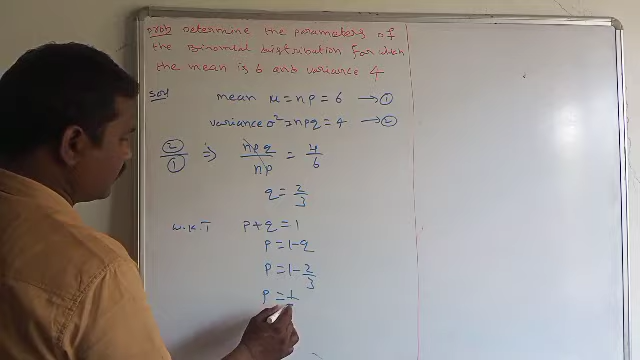 prob Determine the parameters of
the Binomial distribution for which
the mean is 6 and variance 4
Soln mean μ = np = 6 → ①
variance σ² = npq = 4 → ②
②/① ⇒ npq/np = 4/6
q = 2/3
W.K.T p+q = 1
p = 1-q
p = 1 - 2/3
p = 1/